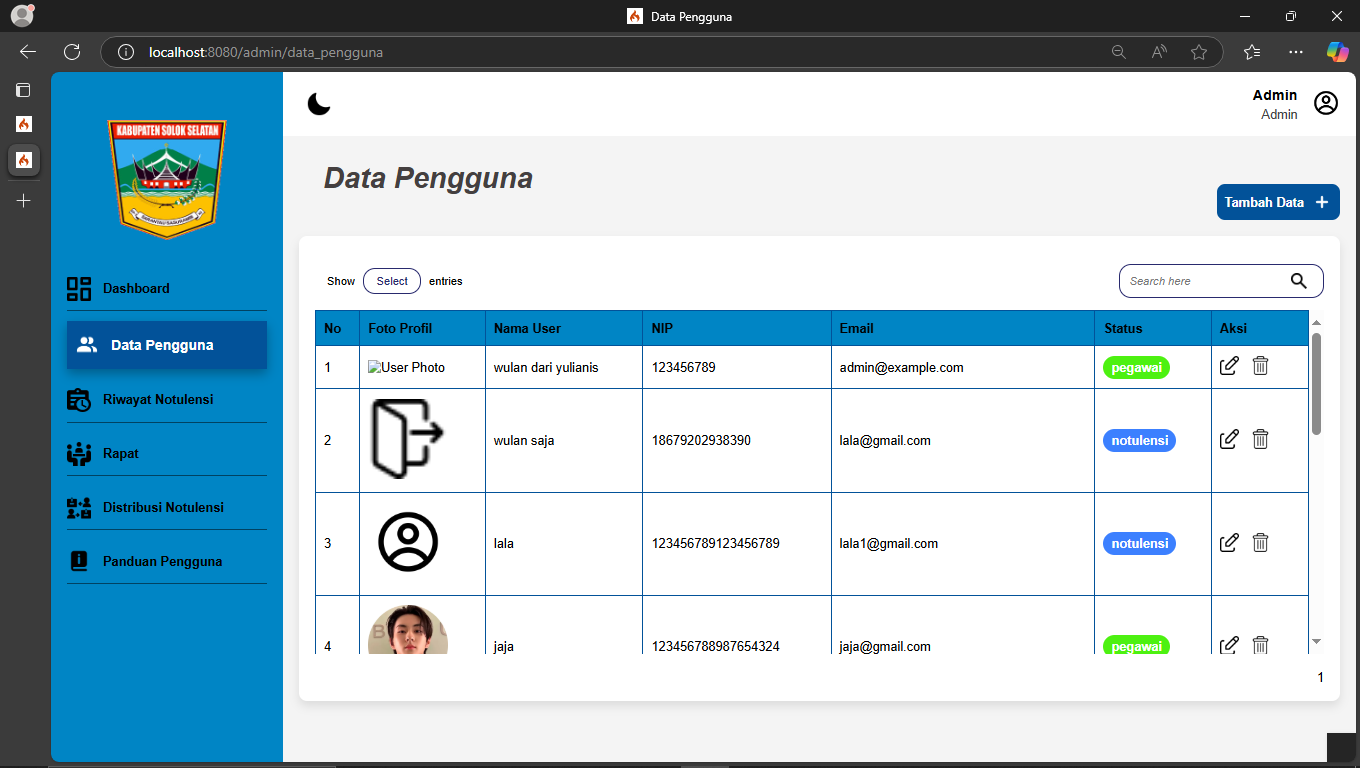 Data Pengguna
localhost:8080/admin/data_pengguna
KABUPATEN SOLOK SELATAN
Admin
Admin
Data Pengguna
Tambah Data +
Dashboard
Data Pengguna
Riwayat Notulensi
Rapat
Distribusi Notulensi
Panduan Pengguna
Show Select entries
Search here
No Foto Profil Nama User NIP Email Status Aksi
1 User Photo wulan dari yulianis 123456789 admin@example.com pegawai
2 wulan saja 18679202938390 lala@gmail.com notulensi
3 lala 123456789123456789 lala1@gmail.com notulensi
4 jaja 123456788987654324 jaja@gmail.com pegawai
1